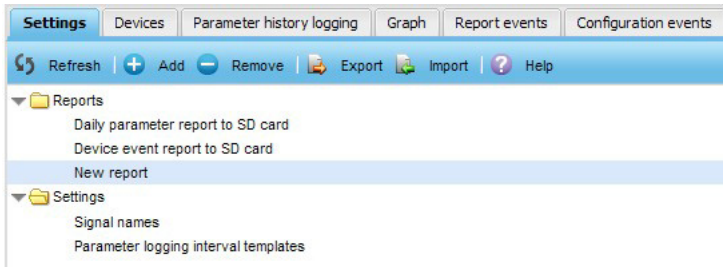 Settings Devices Parameter history logging Graph Report events Configuration events
Refresh Add Remove Export Import Help
Reports
Daily parameter report to SD card
Device event report to SD card
New report
Settings
Signal names
Parameter logging interval templates